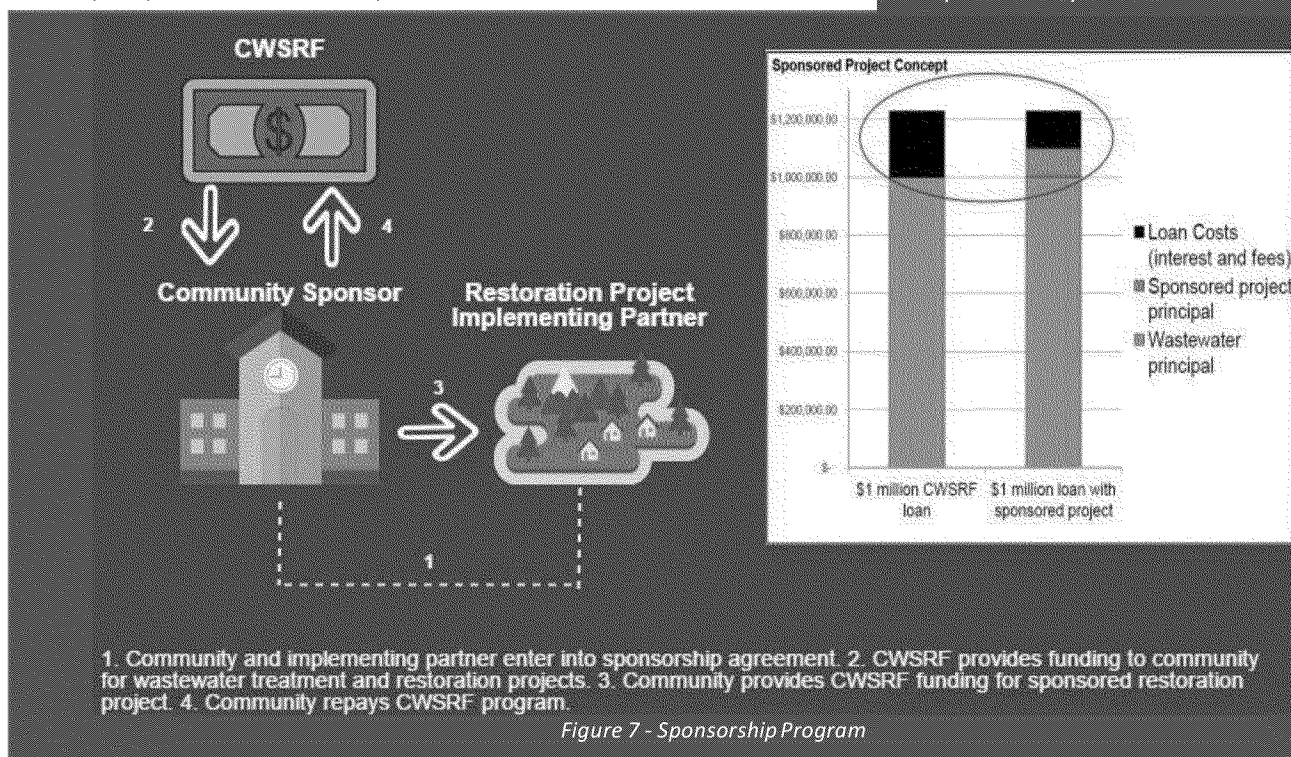 CWSRF
2
4
Community Sponsor
Restoration Project
Implementing Partner
3
1
Sponsored Project Concept
$1,200,000.00
$1,000,000.00
$800,000.00
$600,000.00
$400,000.00
$200,000.00
$-
$1 million CWSRF
loan
$1 million loan with
sponsored project
Loan Costs
(interest and fees)
Sponsored project
principal
Wastewater
principal
1. Community and implementing partner enter into sponsorship agreement. 2. CWSRF provides funding to community
for wastewater treatment and restoration projects. 3. Community provides CWSRF funding for sponsored restoration
project. 4. Community repays CWSRF program.
Figure 7 - Sponsorship Program